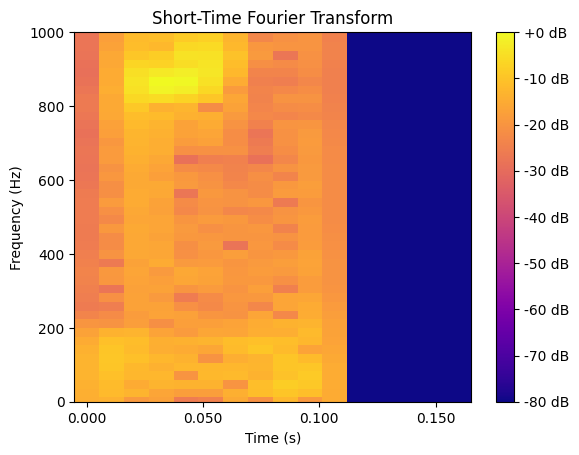 Short-Time Fourier Transform
Frequency (Hz)
1000
800
600
400
200
0
0.000
0.050
0.100
0.150
Time (s)
+0 dB
-10 dB
-20 dB
-30 dB
-40 dB
-50 dB
-60 dB
-70 dB
-80 dB